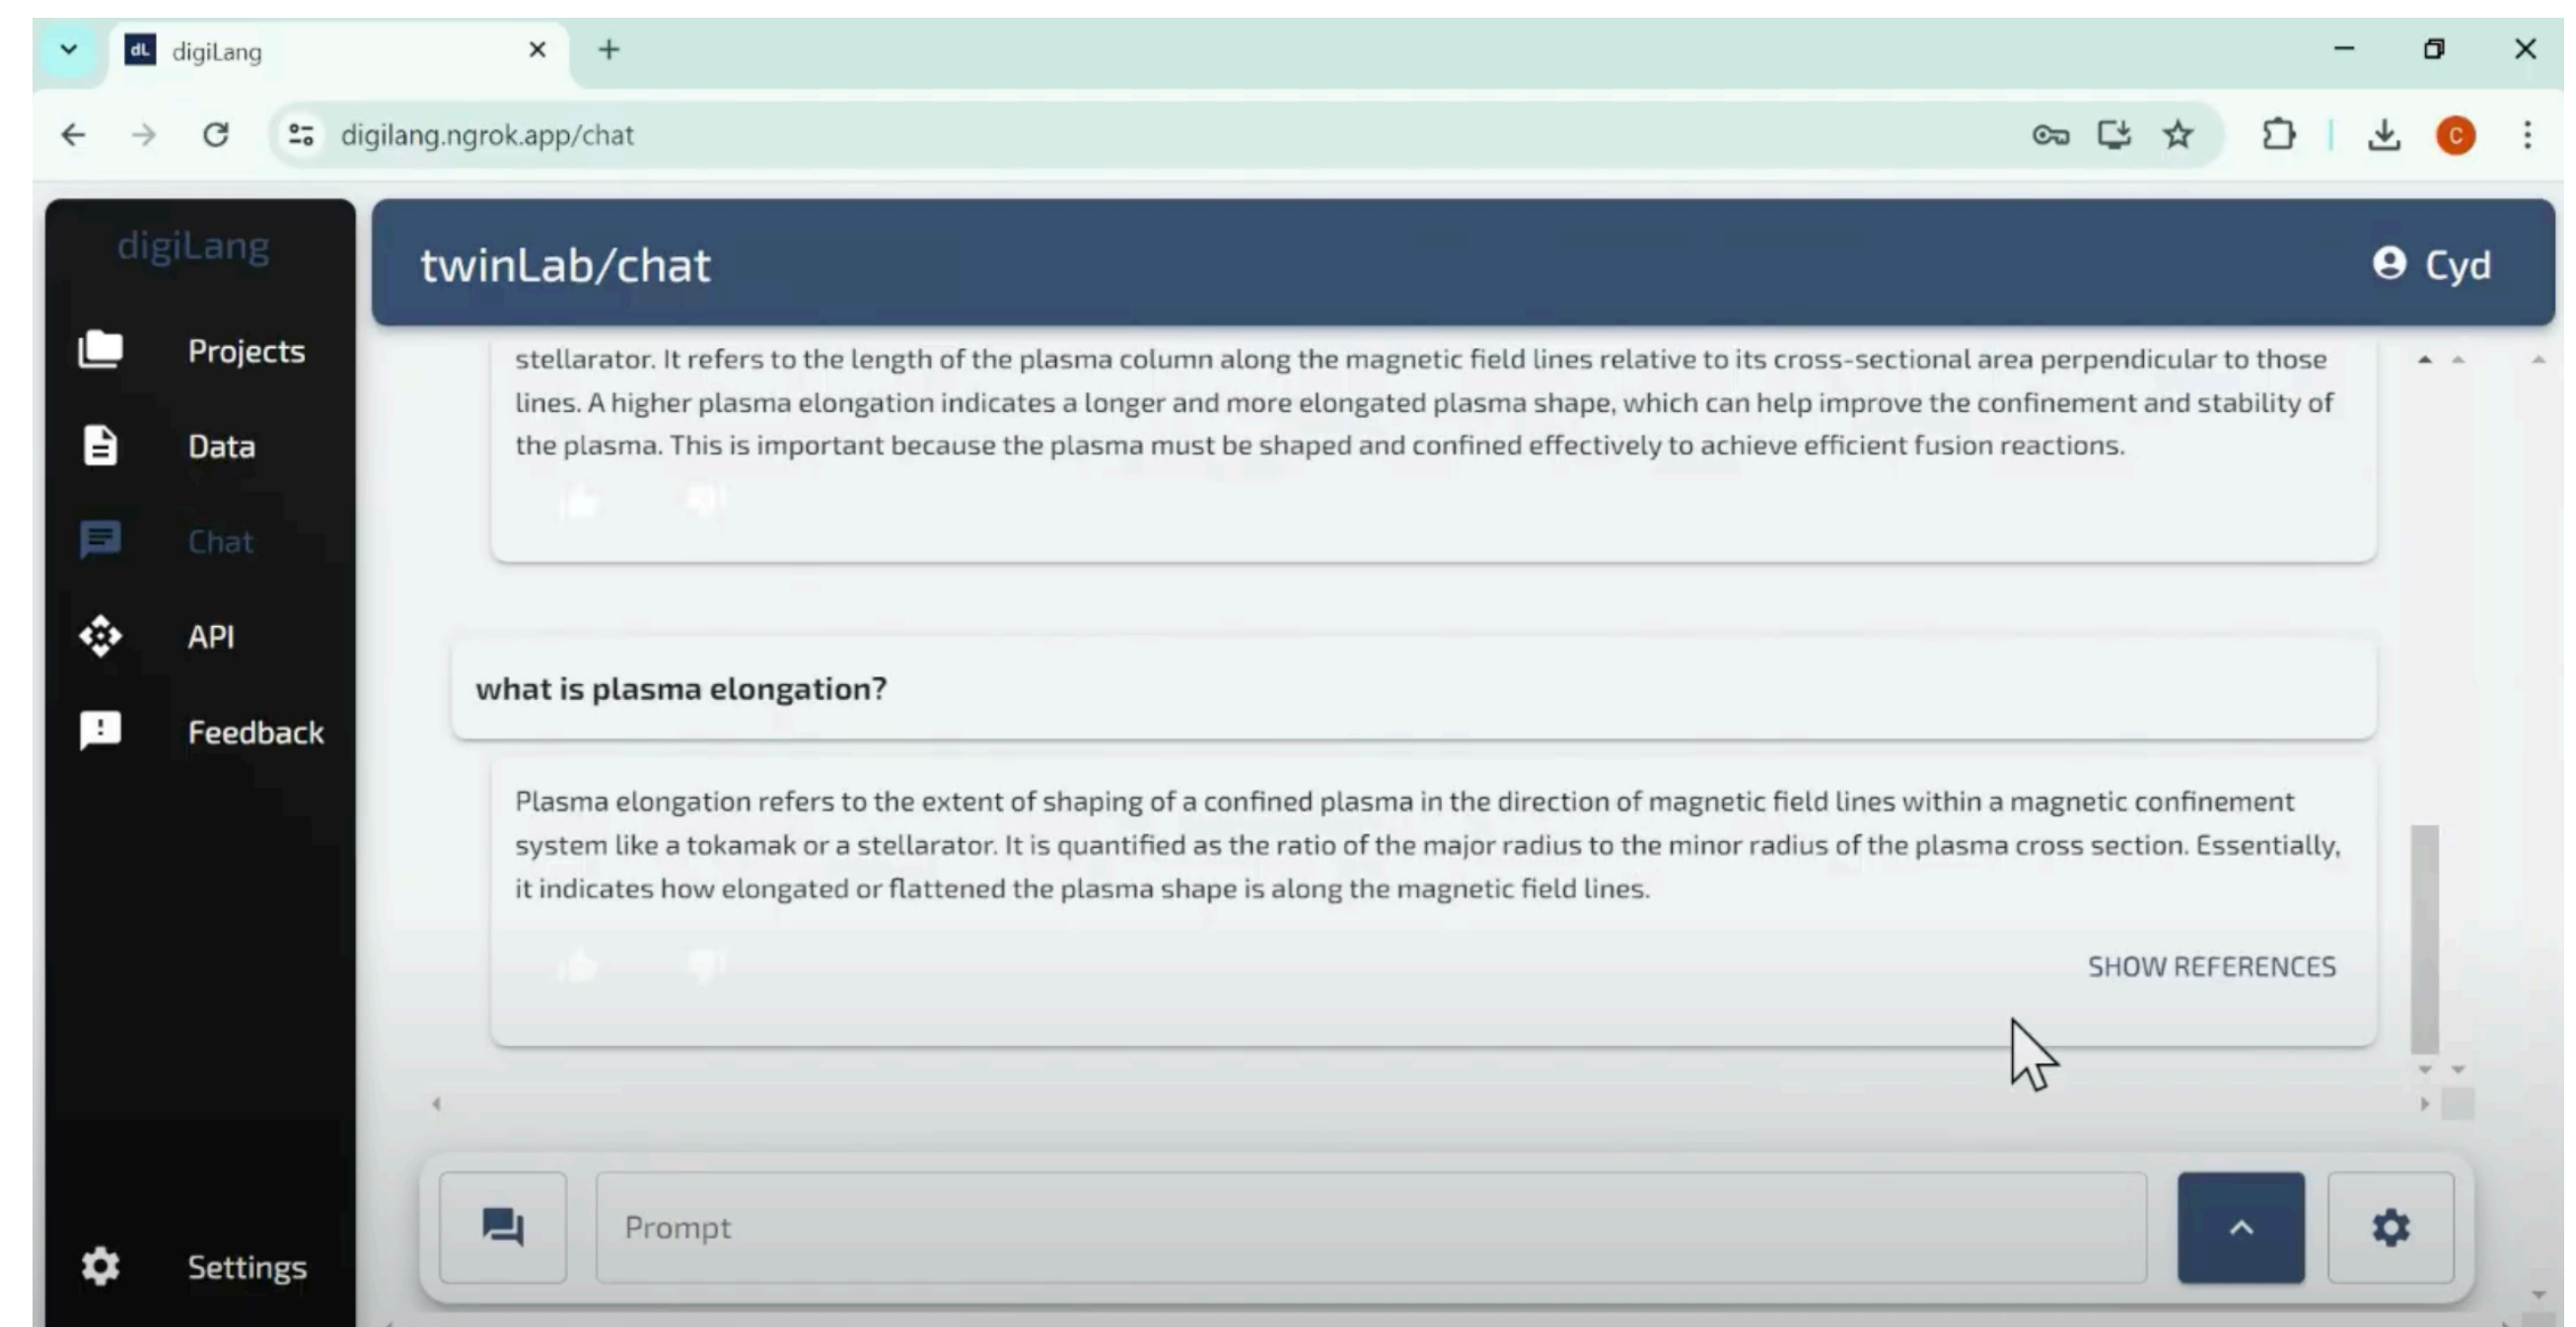 dL digiLang
digilang.ngrok.app/chat
C
digiLang
twinLab/chat
Cyd
Projects
Data
Chat
API
Feedback
Settings
stellarator. It refers to the length of the plasma column along the magnetic field lines relative to its cross-sectional area perpendicular to those
lines. A higher plasma elongation indicates a longer and more elongated plasma shape, which can help improve the confinement and stability of
the plasma. This is important because the plasma must be shaped and confined effectively to achieve efficient fusion reactions.
what is plasma elongation?
Plasma elongation refers to the extent of shaping of a confined plasma in the direction of magnetic field lines within a magnetic confinement
system like a tokamak or a stellarator. It is quantified as the ratio of the major radius to the minor radius of the plasma cross section. Essentially,
it indicates how elongated or flattened the plasma shape is along the magnetic field lines.
SHOW REFERENCES
Prompt